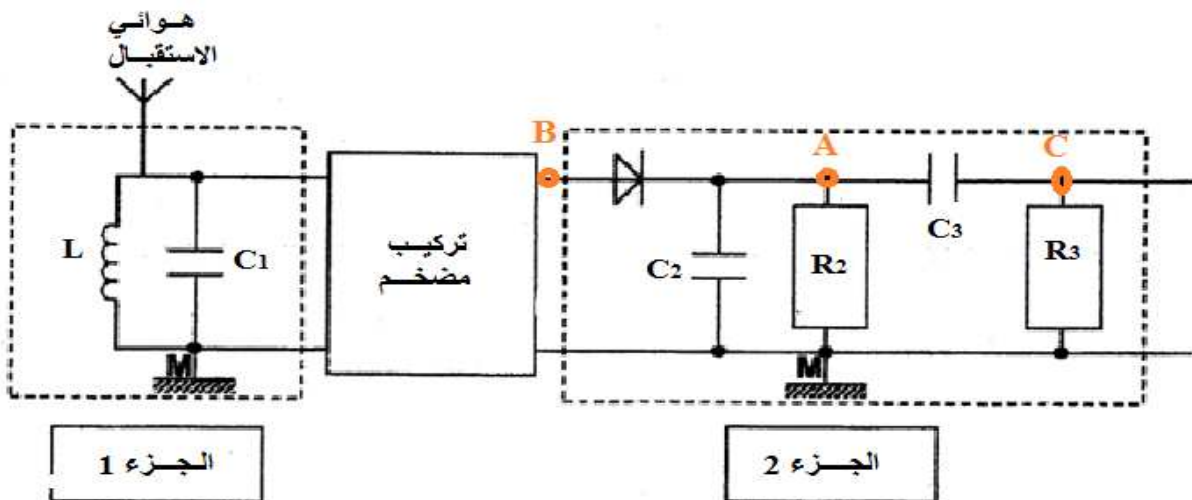 هوائي
الاستقبال
B
A
C
L
C1
تركيب
مضخم
C2
R2
C3
R3
M
M
الجزء 1
الجزء 2